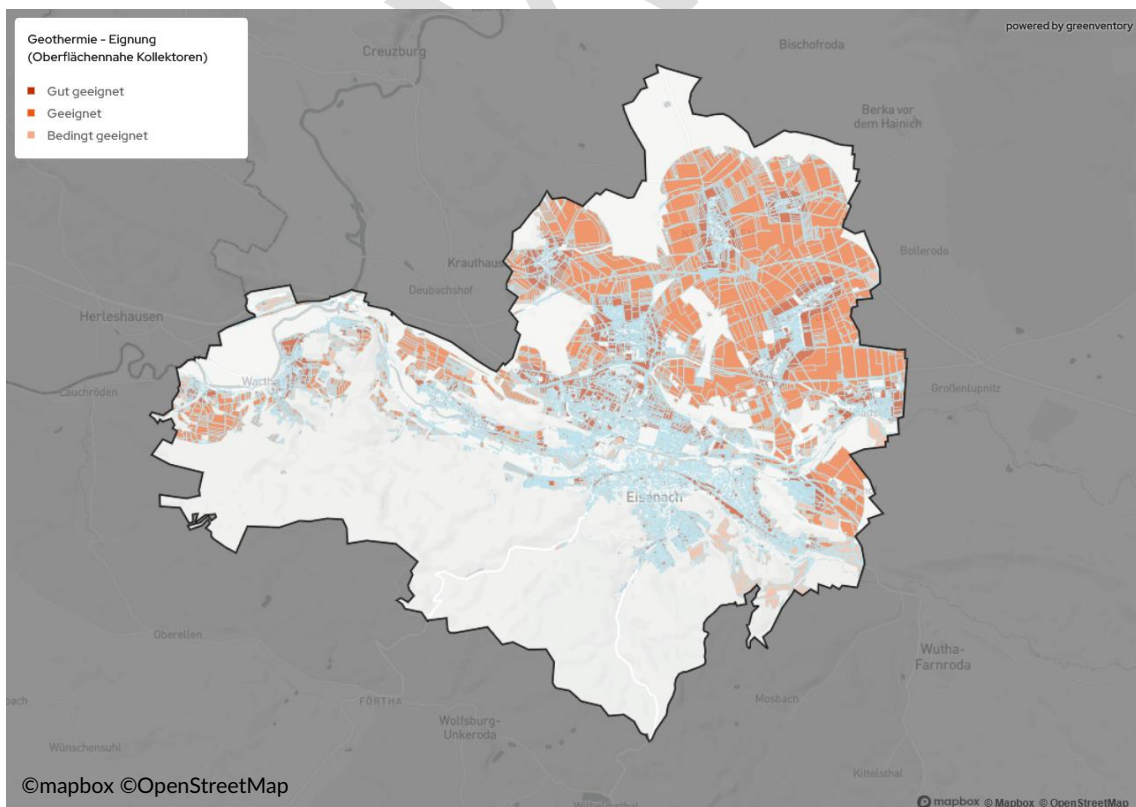 Geothermie - Eignung
(Oberflächennahe Kollektoren)
Gut geeignet
Geeignet
Bedingt geeignet
powered by greenventory
Creuzburg
Bischofroda
Berka vor
dem Hainich
Krauthaus
Bolleroda
Deubachshof
Herleshausen
Lauchröden
Wartha
Großenlupnitz
Eisenach
Oberellen
Wutha-
Farnroda
FÖRTHA
Mosbach
Wolfsburg-
Unkeroda
Wünschensuhl
Kittelsthal
©mapbox ©OpenStreetMap
mapbox © Mapbox © OpenStreetMap